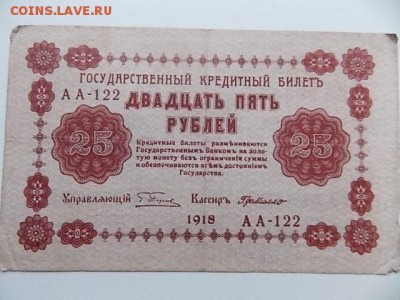 COINS.LAVE.RU
ГОСУДАРСТВЕННЫЙ КРЕДИТНЫЙ БИЛЕТЪ
АА-122
ДВАДЦАТЬ ПЯТЬ
РУБЛЕЙ
25
25
Кредитные билеты размѣниваются
Государственнымъ Банкомъ на золо-
тую монету безъ ограниченія суммы
и обезпечиваются всѣмъ достояніемъ
Государства.
Управляющій
Кассиръ
1918 АА-122